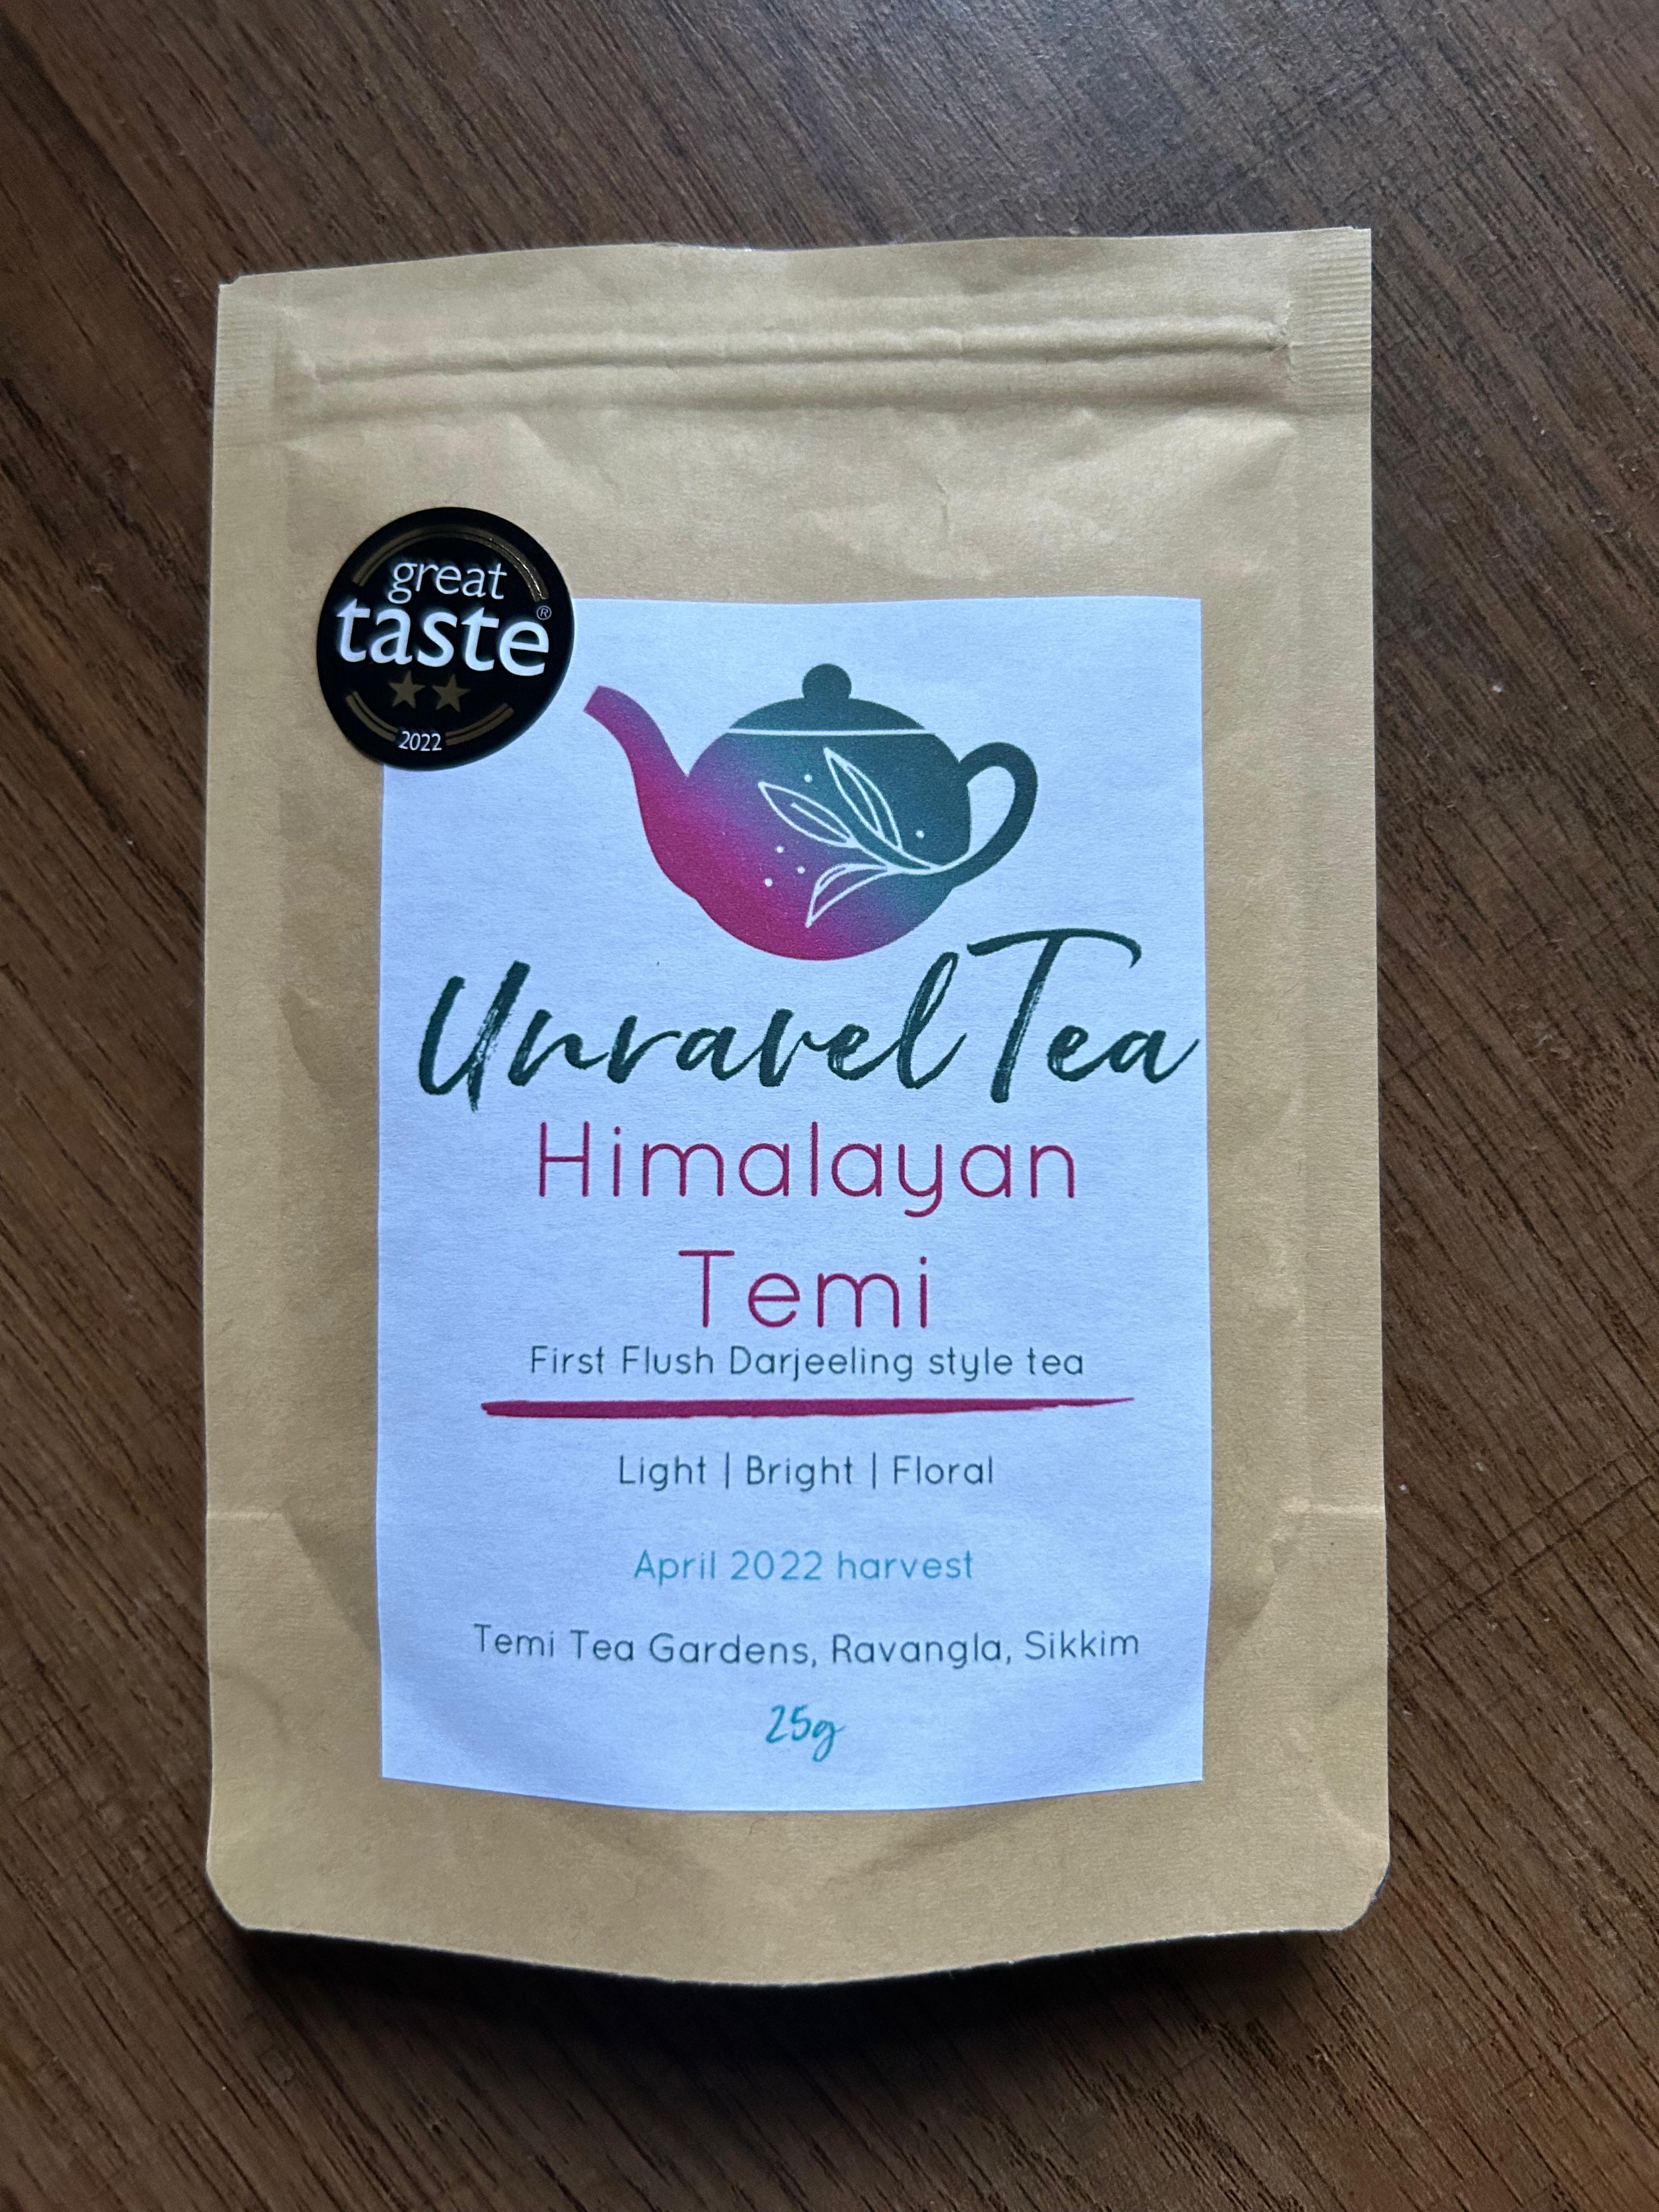 great
taste®
2022
Unravel Tea
Himalayan
Temi
First Flush Darjeeling style tea
Light | Bright | Floral
April 2022 harvest
Temi Tea Gardens, Ravangla, Sikkim
25g